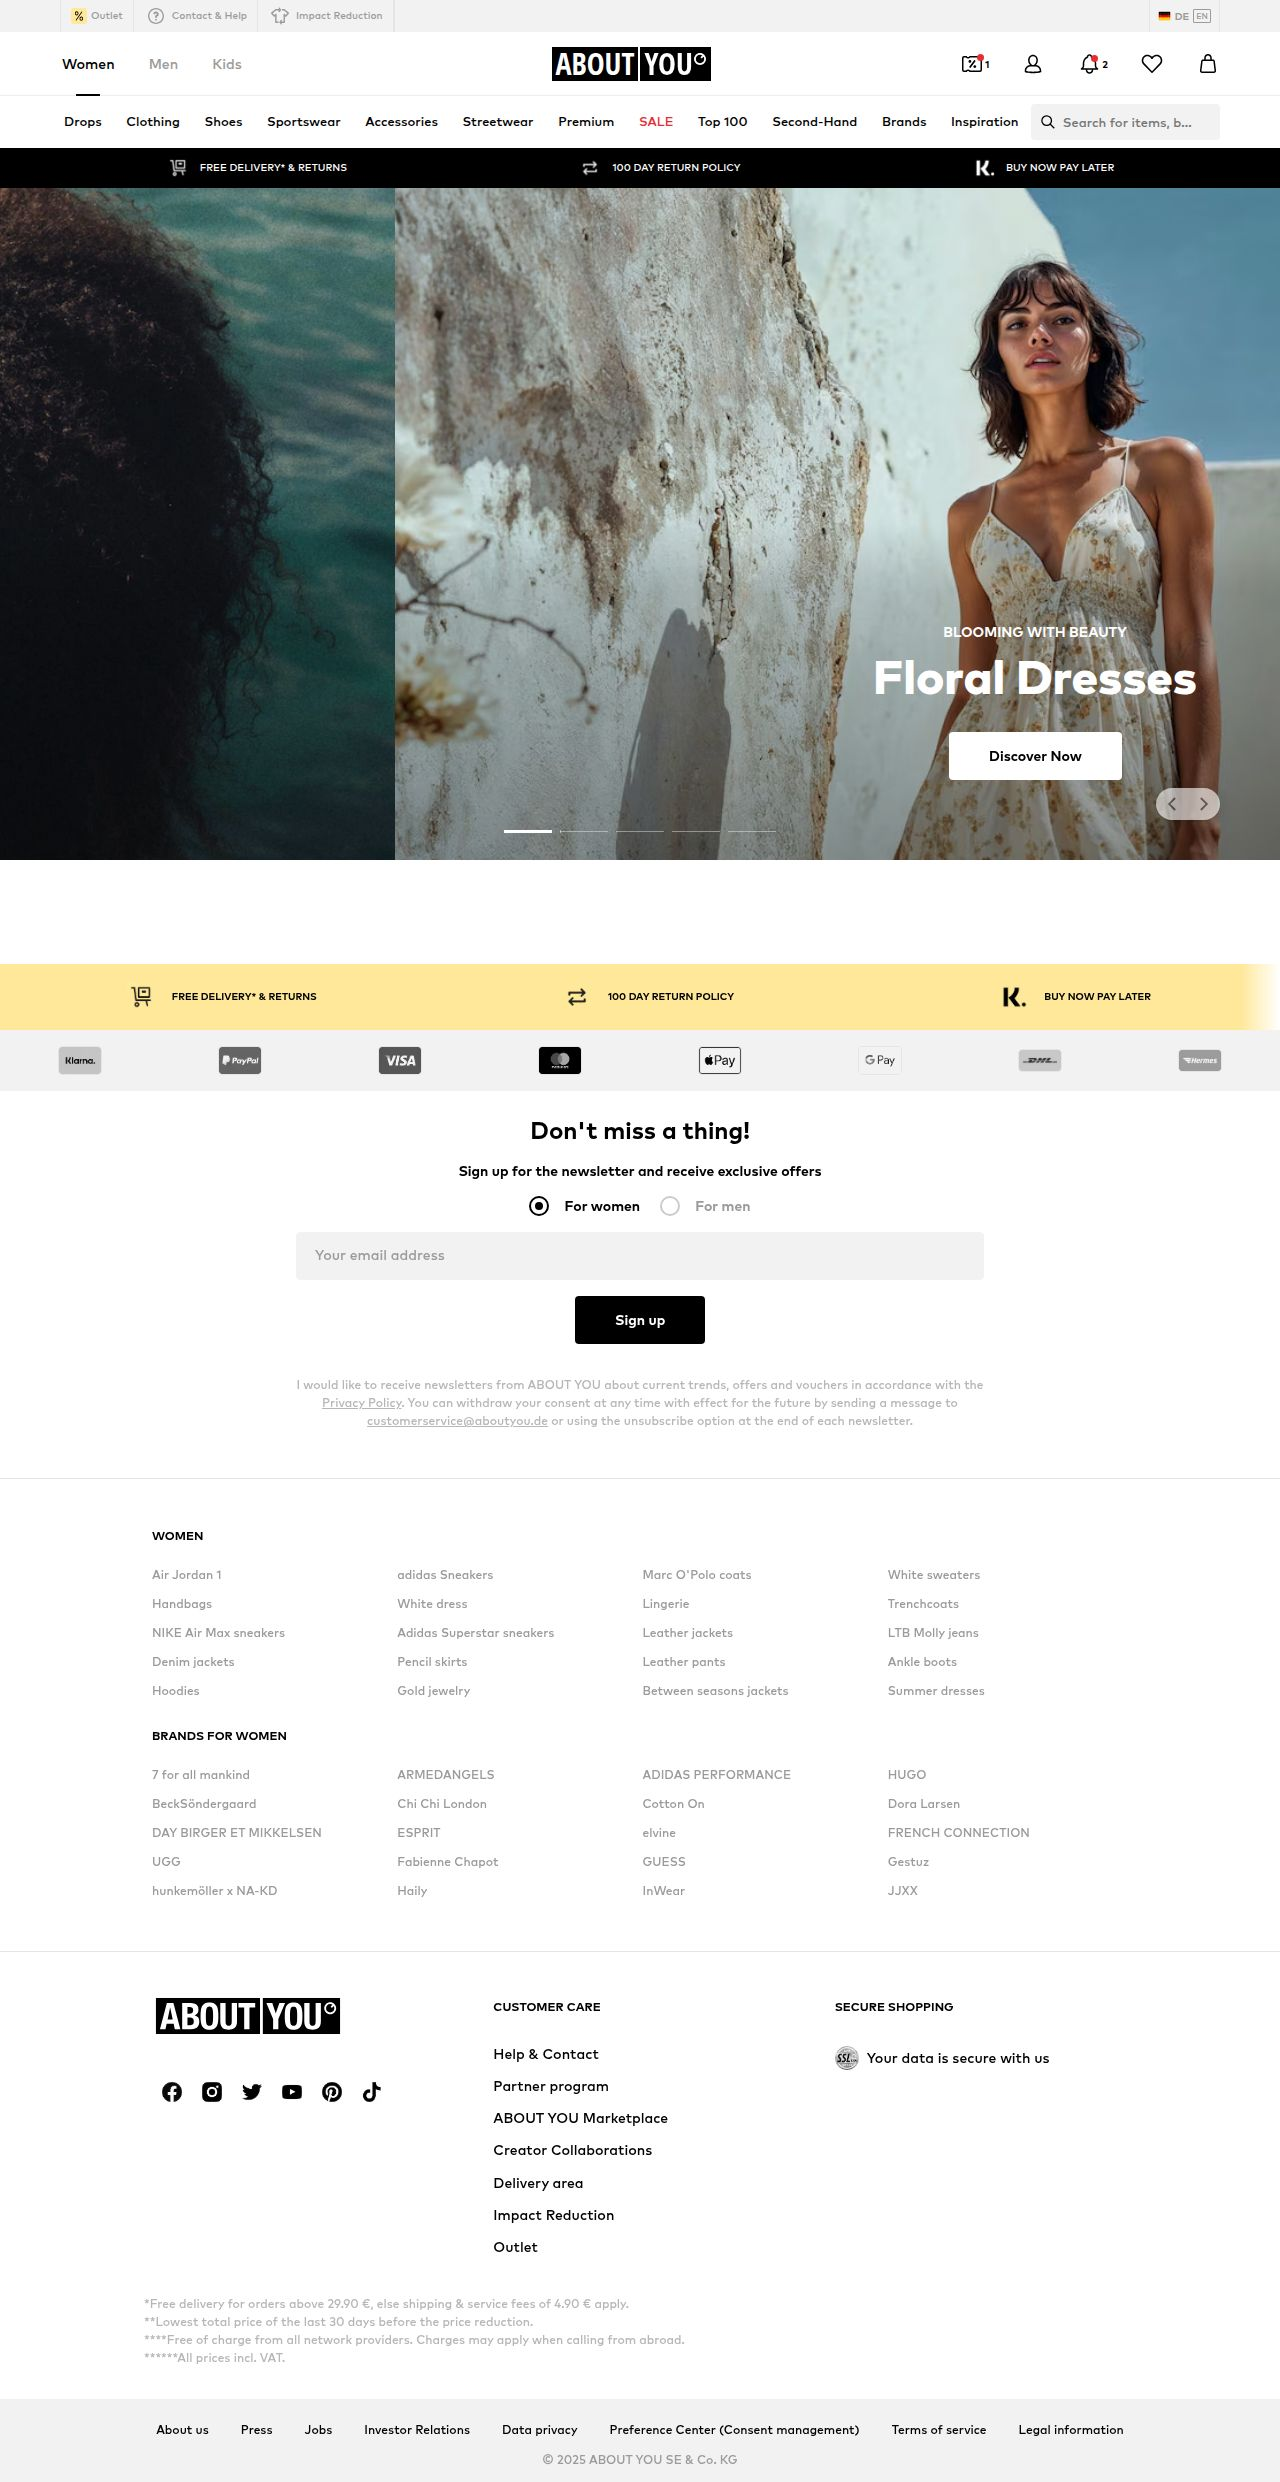 Outlet
Contact & Help
Impact Reduction
DE EN
Women
Men
Kids
ABOUT YOU
1
2
Drops
Clothing
Shoes
Sportswear
Accessories
Streetwear
Premium
SALE
Top 100
Second-Hand
Brands
Inspiration
Search for items, b...
FREE DELIVERY* & RETURNS
100 DAY RETURN POLICY
K.
BUY NOW PAY LATER
BLOOMING WITH BEAUTY
Floral Dresses
Discover Now
FREE DELIVERY* & RETURNS
100 DAY RETURN POLICY
K.
BUY NOW PAY LATER
Klarna.
PayPal
VISA
Pay
G Pay
DHL
Hermes
Don't miss a thing!
Sign up for the newsletter and receive exclusive offers
For women
For men
Your email address
Sign up
I would like to receive newsletters from ABOUT YOU about current trends, offers and vouchers in accordance with the
Privacy Policy. You can withdraw your consent at any time with effect for the future by sending a message to
customerservice@aboutyou.de or using the unsubscribe option at the end of each newsletter.
WOMEN
Air Jordan 1
adidas Sneakers
Marc O'Polo coats
White sweaters
Handbags
White dress
Lingerie
Trenchcoats
NIKE Air Max sneakers
Adidas Superstar sneakers
Leather jackets
LTB Molly jeans
Denim jackets
Pencil skirts
Leather pants
Ankle boots
Hoodies
Gold jewelry
Between seasons jackets
Summer dresses
BRANDS FOR WOMEN
7 for all mankind
ARMEDANGELS
ADIDAS PERFORMANCE
HUGO
BeckSöndergaard
Chi Chi London
Cotton On
Dora Larsen
DAY BIRGER ET MIKKELSEN
ESPRIT
elvine
FRENCH CONNECTION
UGG
Fabienne Chapot
GUESS
Gestuz
hunkemöller x NA-KD
Haily
InWear
JJXX
ABOUT YOU
CUSTOMER CARE
Help & Contact
Partner program
ABOUT YOU Marketplace
Creator Collaborations
Delivery area
Impact Reduction
Outlet
SECURE SHOPPING
SSL
Your data is secure with us
*Free delivery for orders above 29.90 €, else shipping & service fees of 4.90 € apply.
**Lowest total price of the last 30 days before the price reduction.
****Free of charge from all network providers. Charges may apply when calling from abroad.
******All prices incl. VAT.
About us
Press
Jobs
Investor Relations
Data privacy
Preference Center (Consent management)
Terms of service
Legal information
© 2025 ABOUT YOU SE & Co. KG